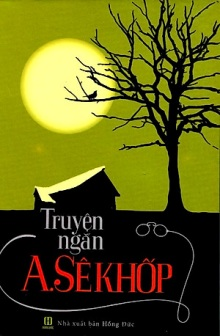 Truyện
ngắn
A.SÊKHỐP
Nhà xuất bản Hồng Đức